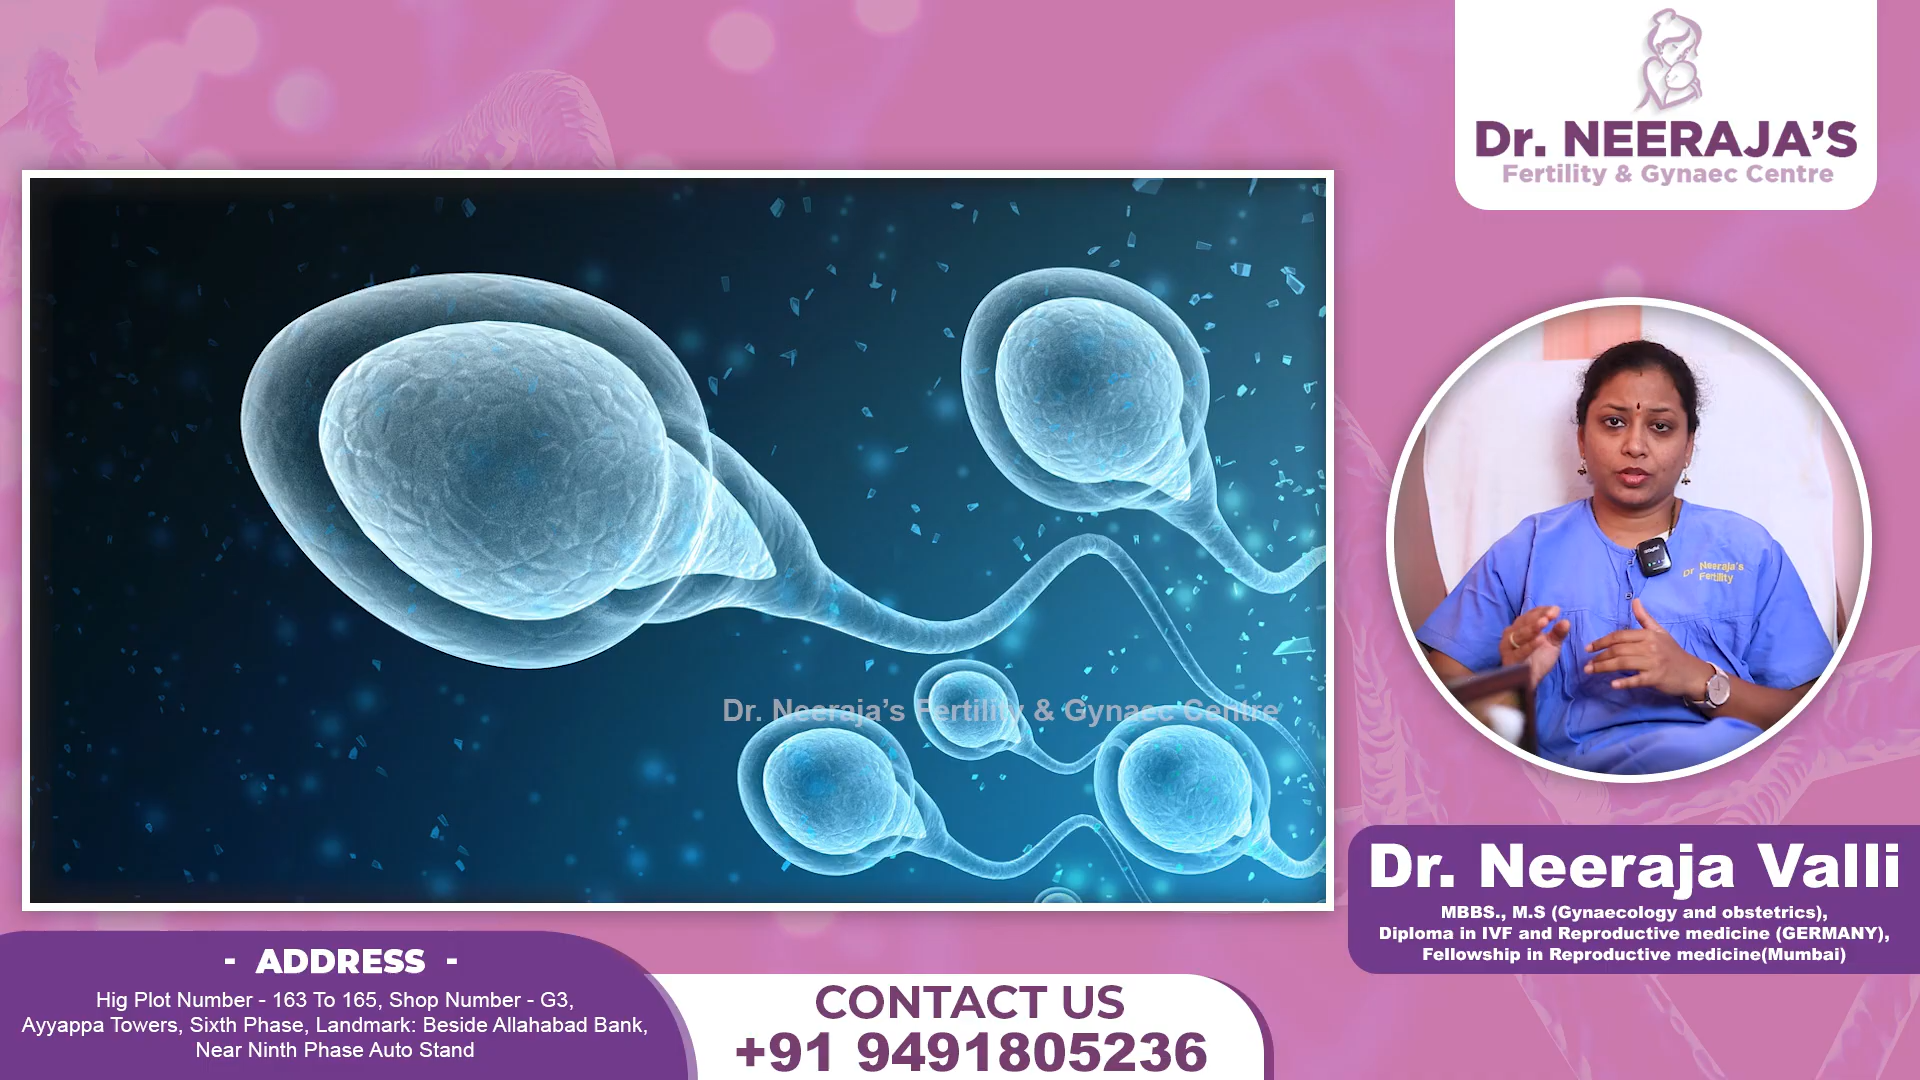 Dr. NEERAJA'S
Fertility & Gynaec Centre
Dr. Neeraja's Fertility & Gynaec Centre
Dr Neeraja's
Fertility
Dr. Neeraja Valli
MBBS., M.S (Gynaecology and obstetrics),
Diploma in IVF and Reproductive medicine (GERMANY),
Fellowship in Reproductive medicine(Mumbai)
- ADDRESS -
Hig Plot Number - 163 To 165, Shop Number - G3,
Ayyappa Towers, Sixth Phase, Landmark: Beside Allahabad Bank,
Near Ninth Phase Auto Stand
CONTACT US
+91 9491805236